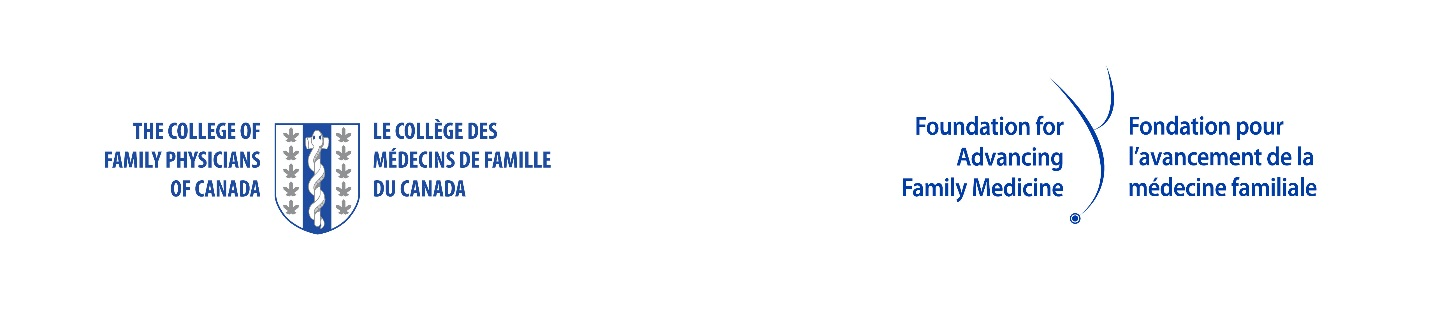 THE COLLEGE OF
FAMILY PHYSICIANS
OF CANADA
LE COLLÈGE DES
MÉDECINS DE FAMILLE
DU CANADA
Foundation for
Advancing
Family Medicine
Fondation pour
l’avancement de la
médecine familiale